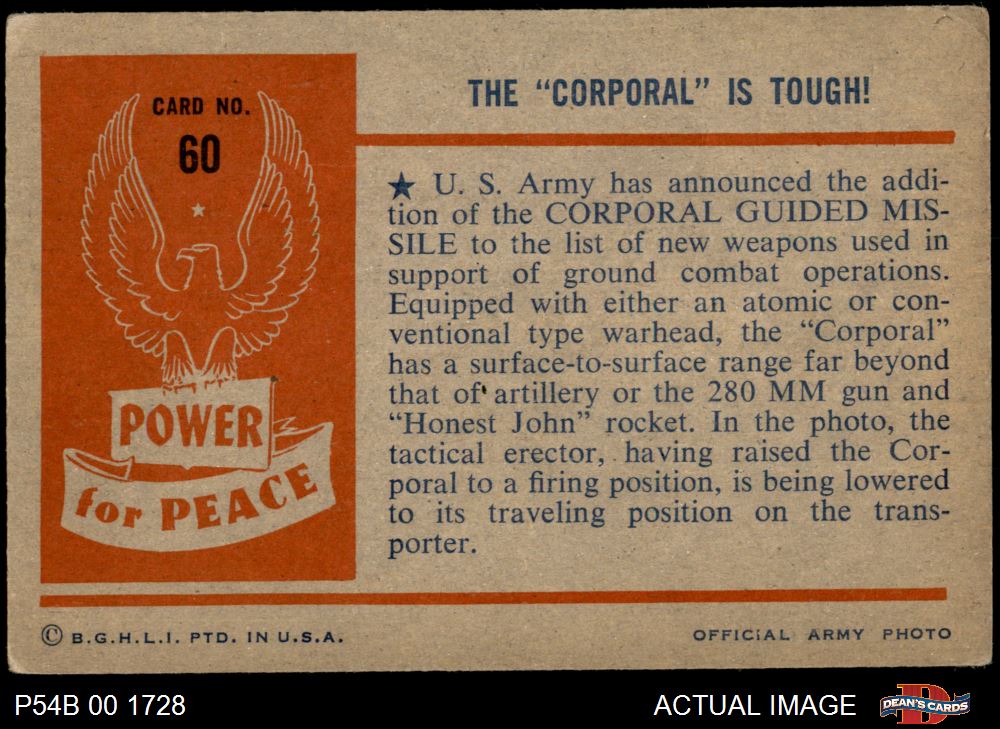 CARD NO.
60
POWER
for PEACE
THE “CORPORAL” IS TOUGH!
★ U. S. Army has announced the addi-
tion of the CORPORAL GUIDED MIS-
SILE to the list of new weapons used in
support of ground combat operations.
Equipped with either an atomic or con-
ventional type warhead, the “Corporal”
has a surface-to-surface range far beyond
that of artillery or the 280 MM gun and
“Honest John” rocket. In the photo, the
tactical erector, having raised the Cor-
poral to a firing position, is being lowered
to its traveling position on the trans-
porter.
© B.G.H.L.I. PTD. IN U.S.A.
OFFICIAL ARMY PHOTO
P54B 00 1728
ACTUAL IMAGE
DEAN'S CARDS